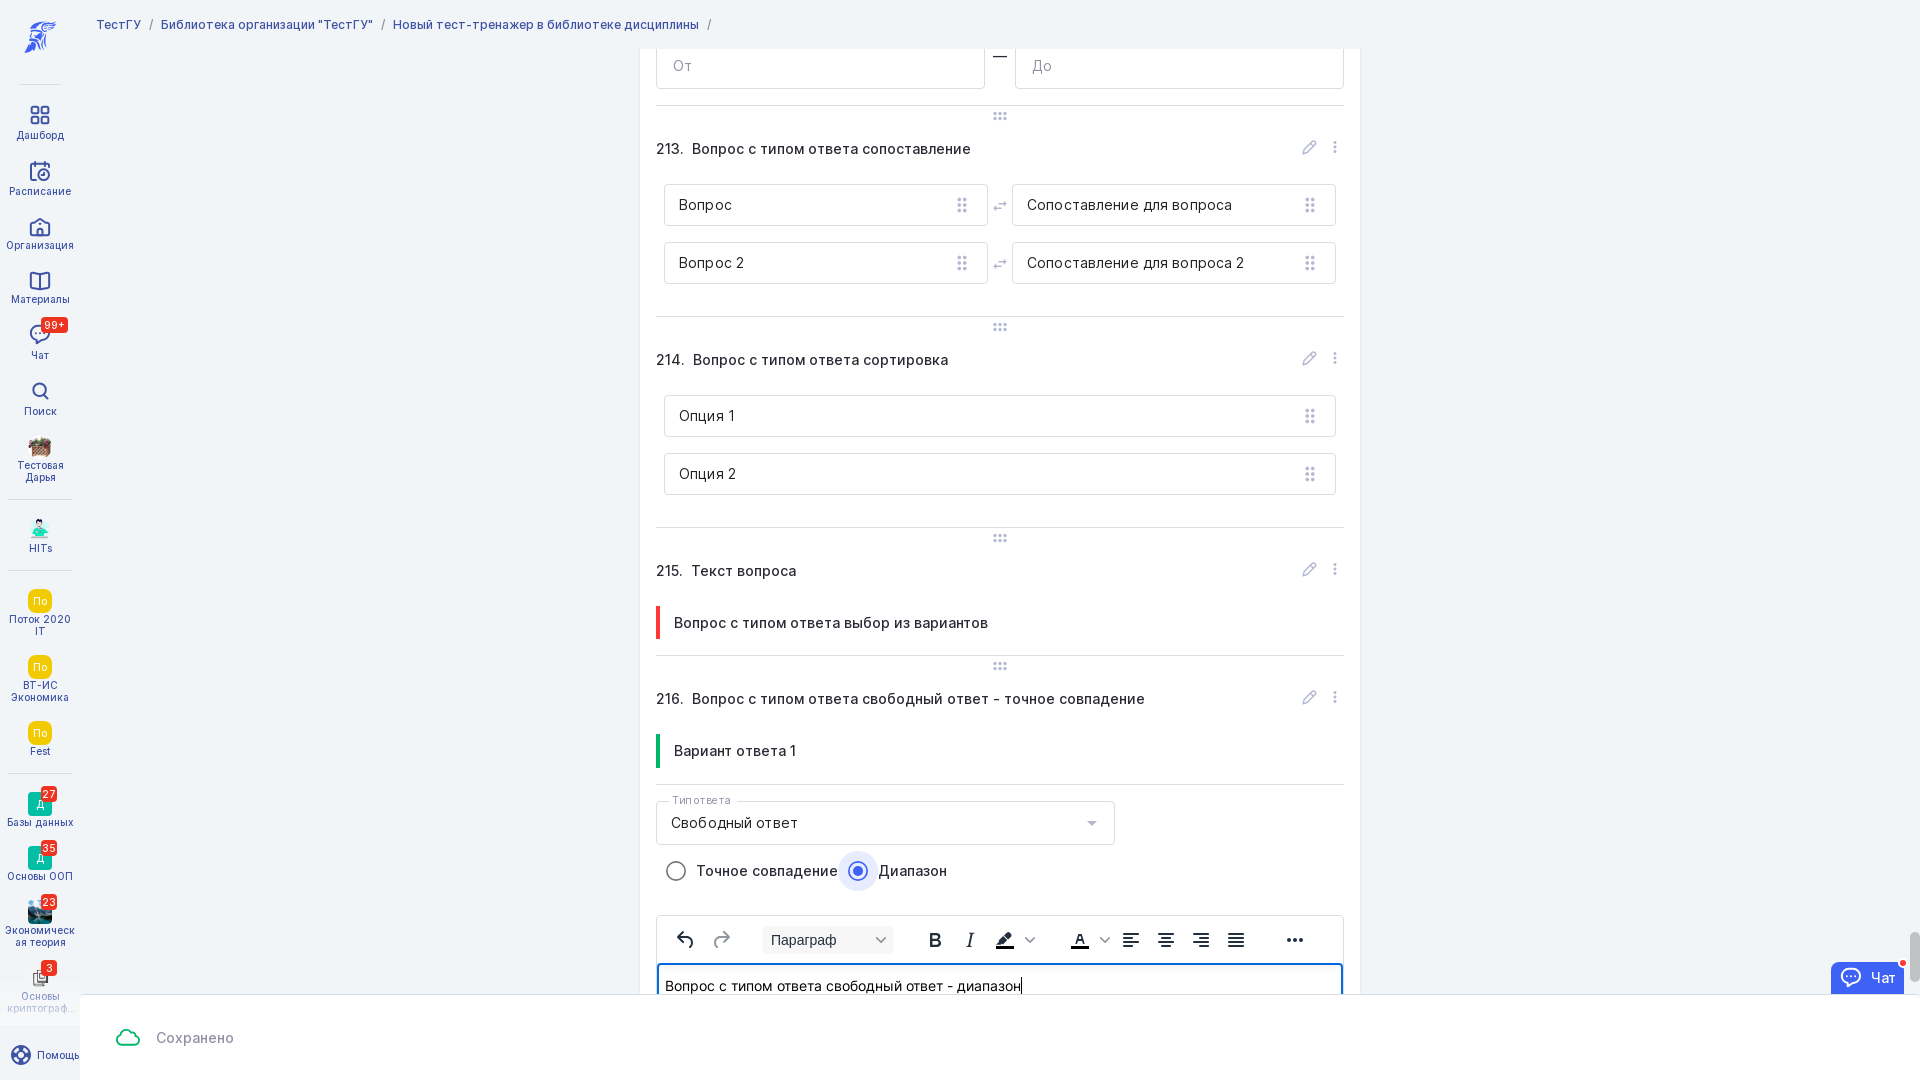 ТестГУ / Библиотека организации "ТестГУ" / Новый тест-тренажер в библиотеке дисциплины /
Дашборд
Расписание
Организация
Материалы
99+
Чат
Поиск
Тестовая
Дарья
HITs
По
Поток 2020
IT
По
ВТ-ИС
Экономика
По
Fest
27
Д
Базы данных
35
Д
Основы ООП
23
Экономическ
ая теория
3
Основы
криптограф...
Помощь
От — До
213. Вопрос с типом ответа сопоставление
Вопрос Сопоставление для вопроса
Вопрос 2 Сопоставление для вопроса 2
214. Вопрос с типом ответа сортировка
Опция 1
Опция 2
215. Текст вопроса
Вопрос с типом ответа выбор из вариантов
216. Вопрос с типом ответа свободный ответ - точное совпадение
Вариант ответа 1
Тип ответа
Свободный ответ
Точное совпадение Диапазон
Параграф B I A
Вопрос с типом ответа свободный ответ - диапазон
Чат
Сохранено